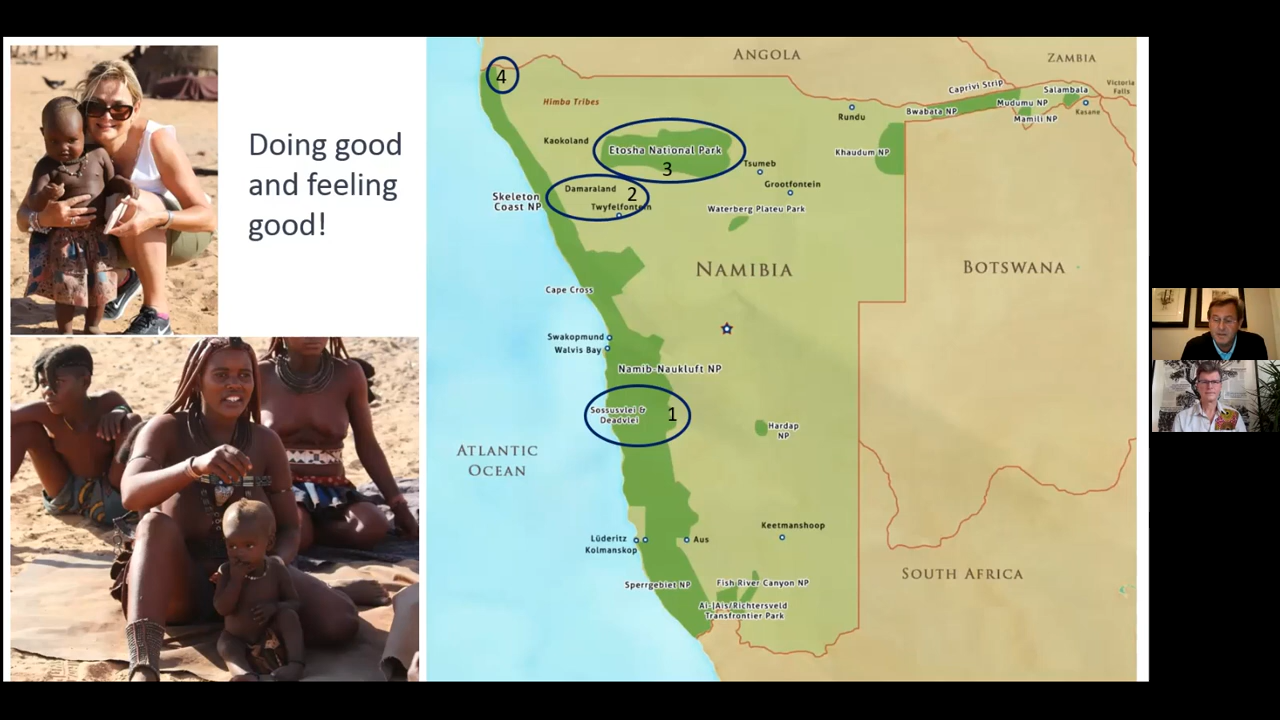 Doing good
and feeling
good!
ANGOLA
ZAMBIA
4
Himba Tribes
Caprivi Strip
Salambala
Victoria
Falls
Bwabata NP
Mudumu NP
Mamili NP
Kasane
Rundu
Kaokoland
Etosha National Park
3
Khaudum NP
Tsumeb
Grootfontein
Damaraland
2
Twyfelfontein
Skeleton
Coast NP
Waterberg Plateu Park
NAMIBIA
BOTSWANA
Cape Cross
Swakopmund
Walvis Bay
Namib-Naukluft NP
Sossusvlei &
Deadvlei
1
Hardap
NP
ATLANTIC
OCEAN
Keetmanshoop
Lüderitz
Kolmanskop
Aus
SOUTH AFRICA
Sperrgebiet NP
Fish River Canyon NP
Ai-|Ais/Richtersveld
Transfrontier Park